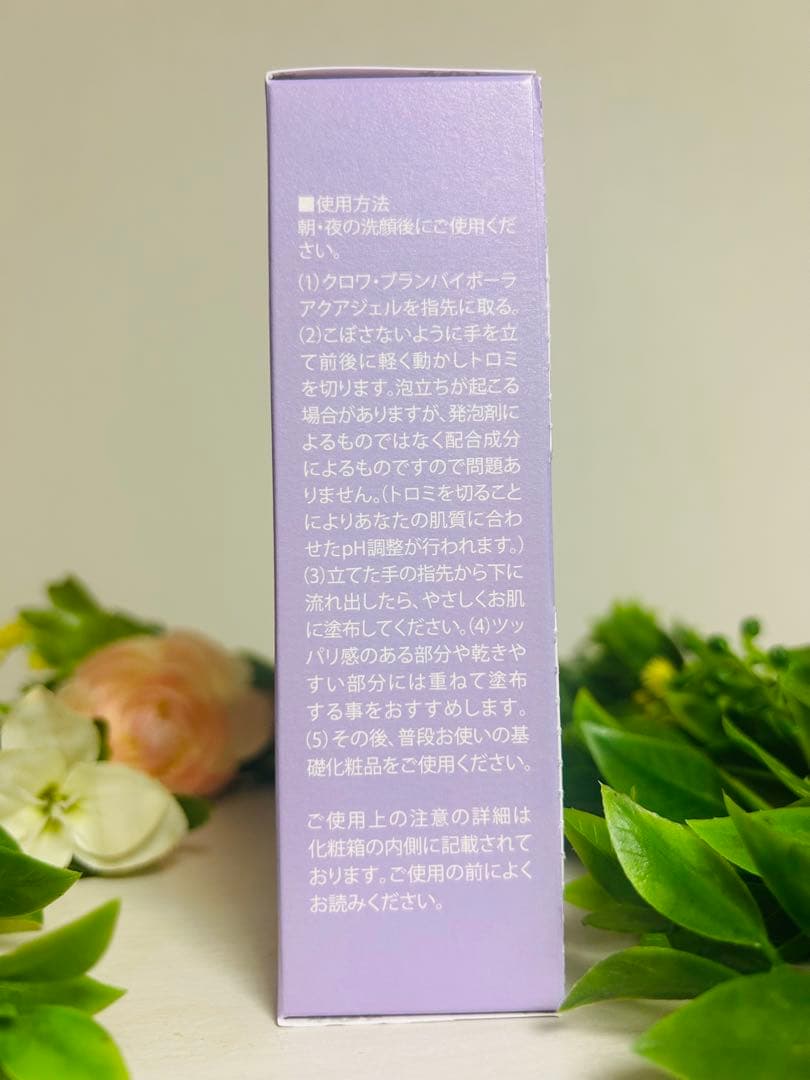 ■使用方法
朝・夜の洗顔後にご使用くだ
さい。
(1)クロワ・ブランバイポーラ
アクアジェルを指先に取る。
(2)こぼさないように手を立
て前後に軽く動かしトロミ
を切ります。泡立ちが起こる
場合がありますが、発泡剤に
よるものではなく配合成分
によるものですので問題あ
りません。(トロミを切ること
によりあなたの肌質に合わ
せたpH調整が行われます。)
(3)立てた手の指先から下に
流れ出したら、やさしくお肌
に塗布してください。(4)ツッ
パリ感のある部分や乾きや
すい部分には重ねて塗布
する事をおすすめします。
(5)その後、普段お使いの基
礎化粧品をご使用ください。
ご使用上の注意の詳細は
化粧箱の内側に記載されて
おります。ご使用の前によく
お読みください。